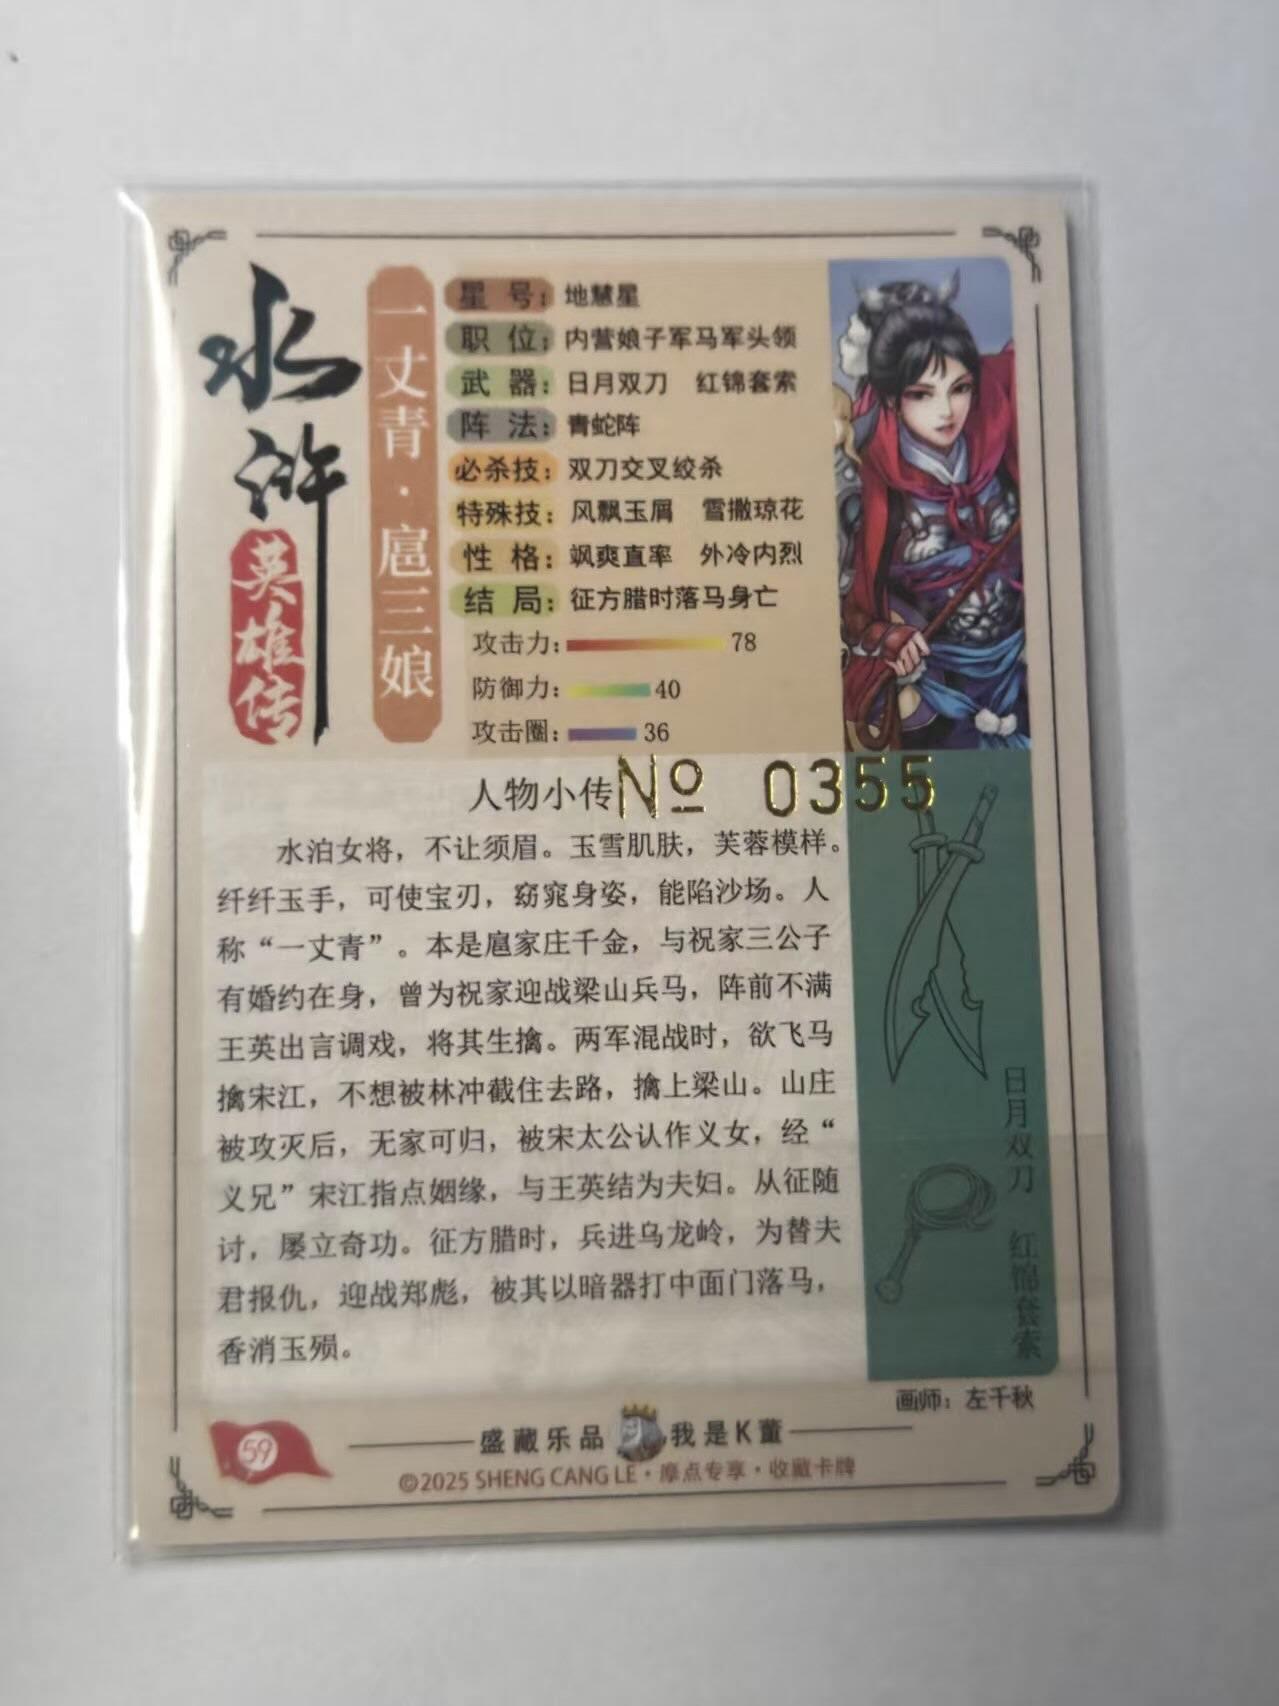 水浒
英雄传
一丈青·扈三娘
星号：地慧星
职位：内营娘子军马军头领
武器：日月双刀 红锦套索
阵法：青蛇阵
必杀技：双刀交叉绞杀
特殊技：风飘玉屑 雪撒琼花
性格：飒爽直率 外冷内烈
结局：征方腊时落马身亡
攻击力：78
防御力：40
攻击圈：36
人物小传
№ 0355
水泊女将，不让须眉。玉雪肌肤，芙蓉模样。
纤纤玉手，可使宝刃，窈窕身姿，能陷沙场。人
称“一丈青”。本是扈家庄千金，与祝家三公子
有婚约在身，曾为祝家迎战梁山兵马，阵前不满
王英出言调戏，将其生擒。两军混战时，欲飞马
擒宋江，不想被林冲截住去路，擒上梁山。山庄
被攻灭后，无家可归，被宋太公认作义女，经“
义兄”宋江指点姻缘，与王英结为夫妇。从征随
讨，屡立奇功。征方腊时，兵进乌龙岭，为替夫
君报仇，迎战郑彪，被其以暗器打中面门落马，
香消玉殒。
日月双刀 红锦套索
画师：左千秋
59
盛藏乐品 我是K董
©2025 SHENG CANG LE·摩点专享·收藏卡牌